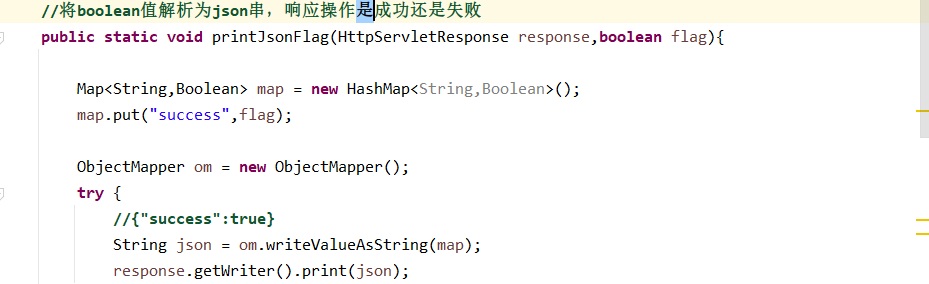 //将boolean值解析为json串，响应操作是成功还是失败
public static void printJsonFlag(HttpServletResponse response,boolean flag){
Map<String,Boolean> map = new HashMap<String,Boolean>();
map.put("success",flag);
ObjectMapper om = new ObjectMapper();
try {
//{"success":true}
String json = om.writeValueAsString(map);
response.getWriter().print(json);